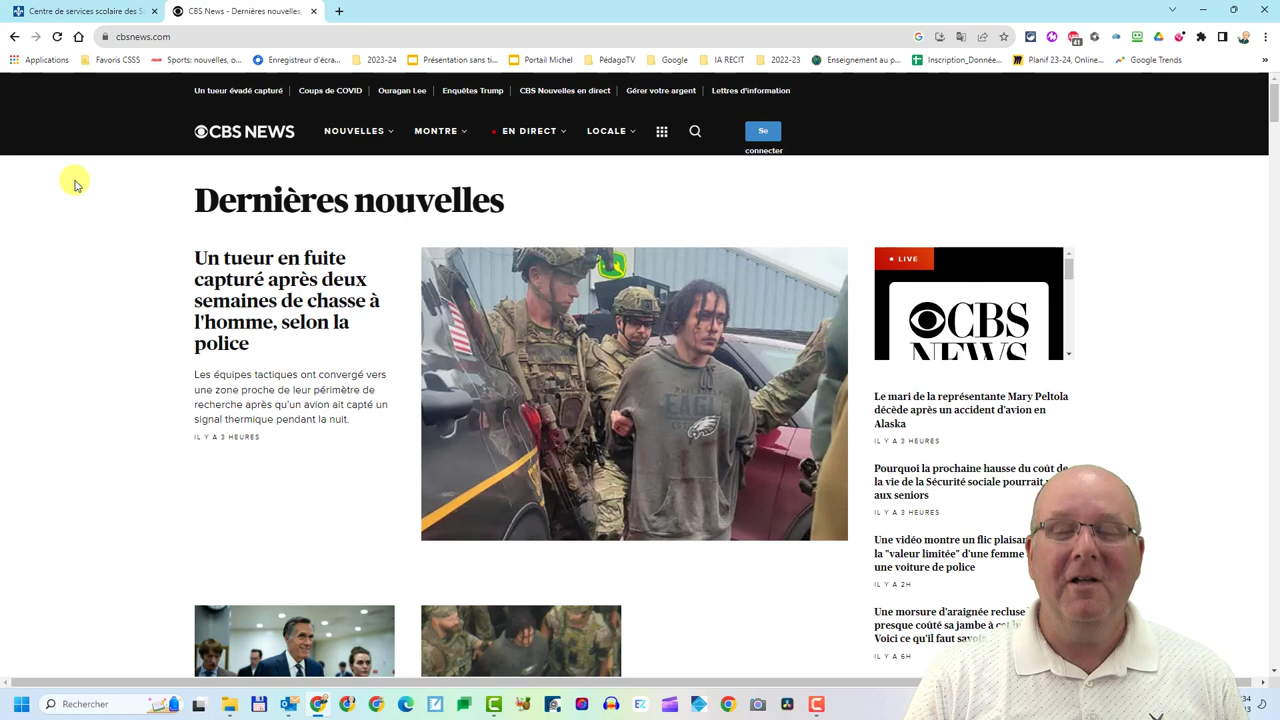 Centre de services scolaire des S
CBS News - Dernières nouvelles,
cbsnews.com
41
Applications
Favoris CSSS
Sports: nouvelles, o...
Enregistreur d'écra...
2023-24
Présentation sans ti...
Portail Michel
PédagoTV
Google
IA RECIT
2022-23
Enseignement au p...
Inscription_Donnée...
Planif 23-24, Online...
Google Trends
Un tueur évadé capturé
Coups de COVID
Ouragan Lee
Enquêtes Trump
CBS Nouvelles en direct
Gérer votre argent
Lettres d'information
CBS NEWS
NOUVELLES
MONTRE
EN DIRECT
LOCALE
Se
connecter
Dernières nouvelles
Un tueur en fuite
capturé après deux
semaines de chasse à
l'homme, selon la
police
Les équipes tactiques ont convergé vers
une zone proche de leur périmètre de
recherche après qu'un avion ait capté un
signal thermique pendant la nuit.
IL Y A 3 HEURES
LIVE
CBS
NEWS
Le mari de la représentante Mary Peltola
décède après un accident d'avion en
Alaska
IL Y A 3 HEURES
Pourquoi la prochaine hausse du coût de
la vie de la Sécurité sociale pourrait
aux seniors
IL Y A 3 HEURES
Une vidéo montre un flic
la "valeur limitée" d'une femme
une voiture de police
IL Y A 2H
Une morsure d'araignée recluse
presque coûté sa jambe à
Voici ce qu'il faut
IL Y A 6H
Rechercher